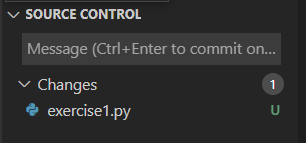 SOURCE CONTROL
Message (Ctrl+Enter to commit on...
Changes 1
exercise1.py U